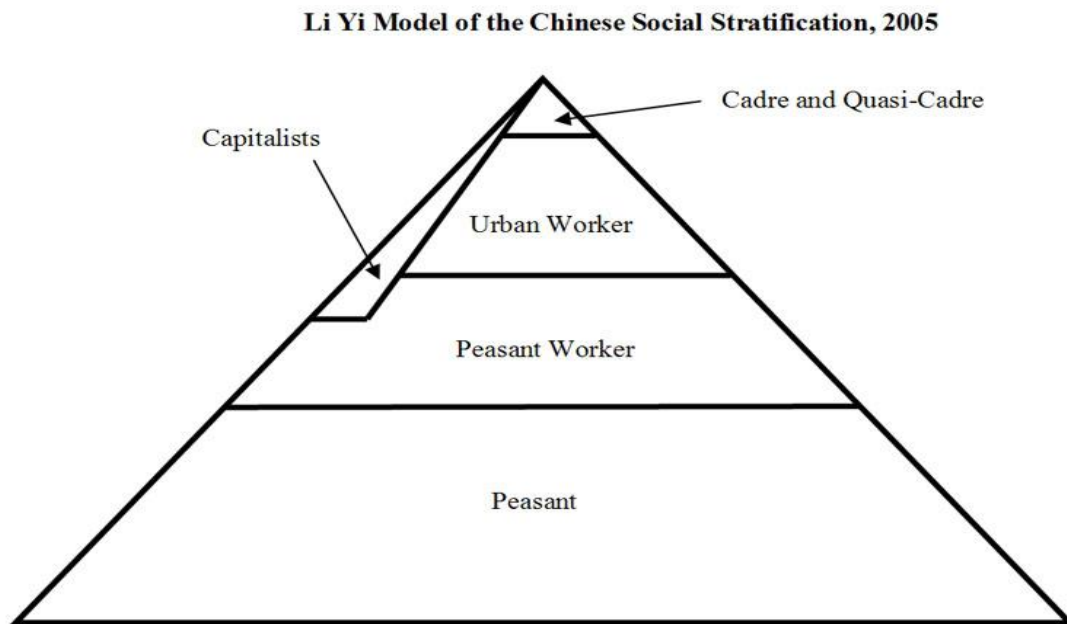 Li Yi Model of the Chinese Social Stratification, 2005
Cadre and Quasi-Cadre
Capitalists
Urban Worker
Peasant Worker
Peasant